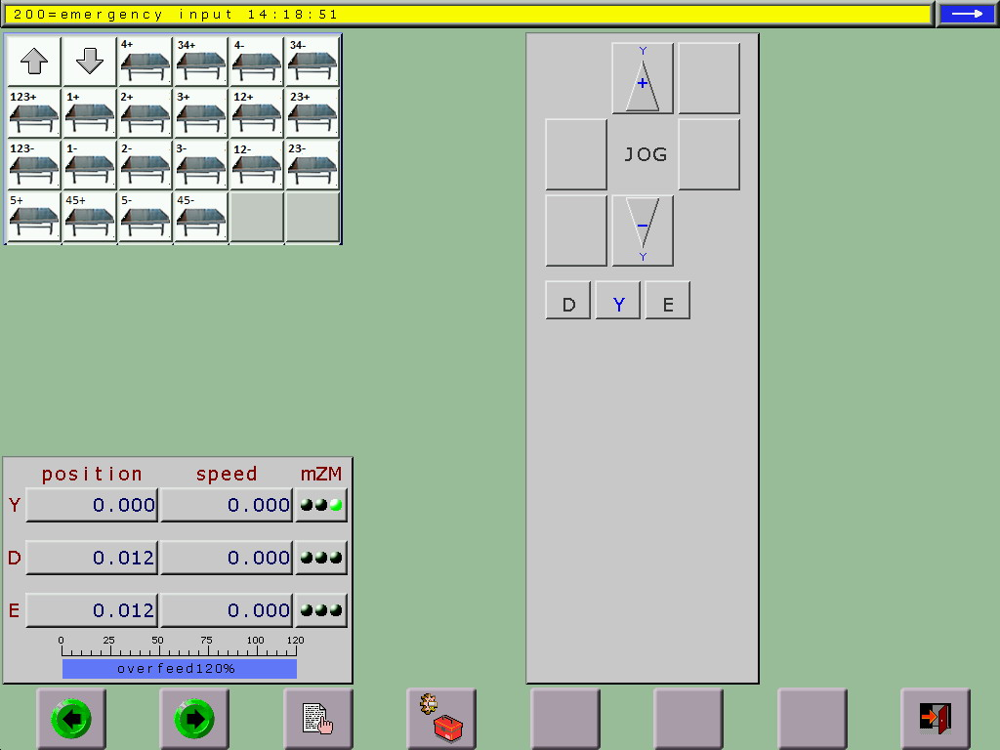 200=emergency input 14:18:51
4+ 34+ 4- 34-
123+ 1+ 2+ 3+ 12+ 23+
123- 1- 2- 3- 12- 23-
5+ 45+ 5- 45-
Y
+
JOG
-
Y
D Y E
position speed mZM
Y 0.000 0.000
D 0.012 0.000
E 0.012 0.000
0 25 50 75 100 120
overfeed120%